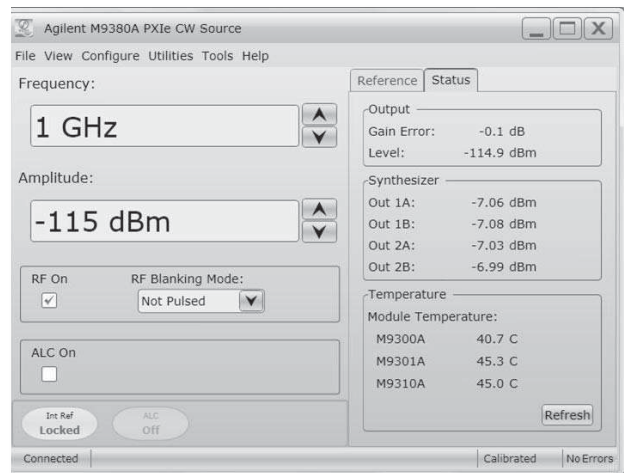 Agilent M9380A PXIe CW Source
File View Configure Utilities Tools Help
Frequency:
1 GHz
Amplitude:
-115 dBm
RF On
RF Blanking Mode:
Not Pulsed
ALC On
Int Ref
Locked
ALC
Off
Reference
Status
Output
Gain Error: -0.1 dB
Level: -114.9 dBm
Synthesizer
Out 1A: -7.06 dBm
Out 1B: -7.08 dBm
Out 2A: -7.03 dBm
Out 2B: -6.99 dBm
Temperature
Module Temperature:
M9300A 40.7 C
M9301A 45.3 C
M9310A 45.0 C
Refresh
Connected
Calibrated
No Errors